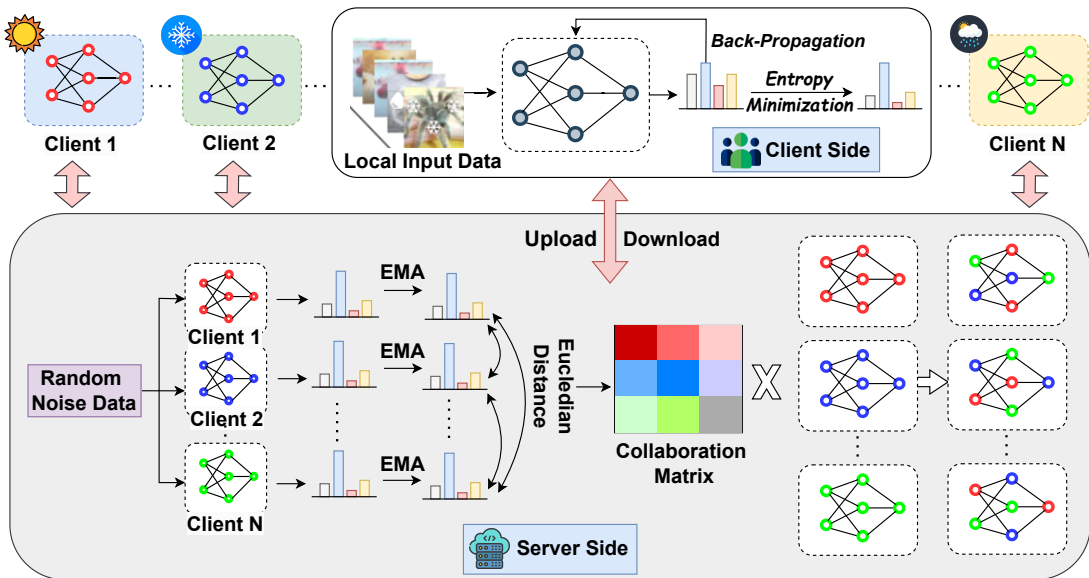 Client 1
Client 2
Local Input Data
Back-Propagation
Entropy
Minimization
Client Side
Client N
Upload
Download
Random
Noise Data
Client 1
Client 2
Client N
EMA
EMA
EMA
Eucledian
Distance
Collaboration
Matrix
X
Server Side